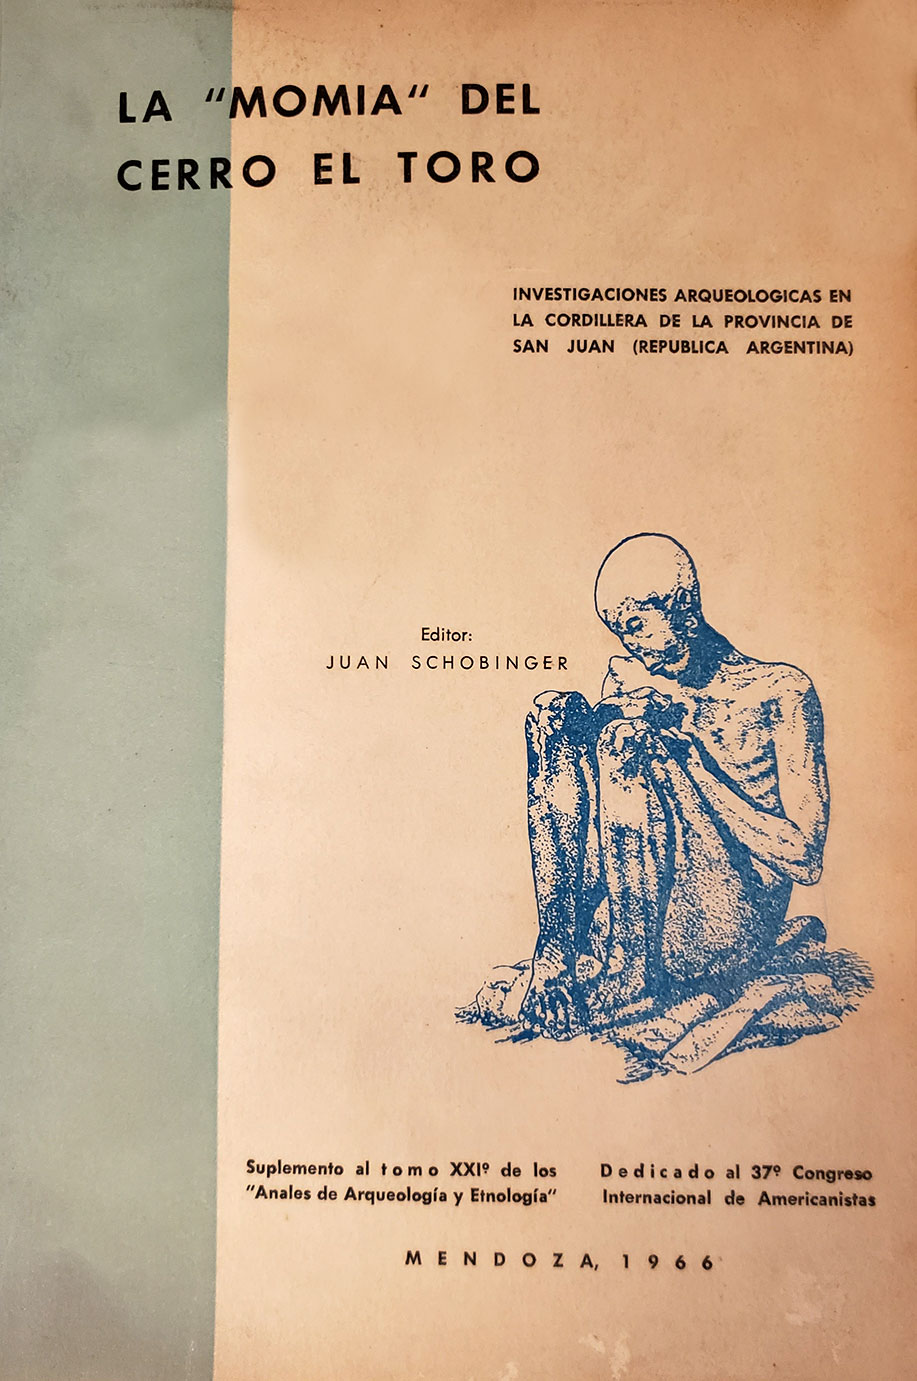 LA "MOMIA" DEL
CERRO EL TORO
INVESTIGACIONES ARQUEOLOGICAS EN
LA CORDILLERA DE LA PROVINCIA DE
SAN JUAN (REPUBLICA ARGENTINA)
Editor:
JUAN SCHOBINGER
Suplemento al tomo XXIº de los
"Anales de Arqueología y Etnología"
Dedicado al 37º Congreso
Internacional de Americanistas
MENDOZA, 1966